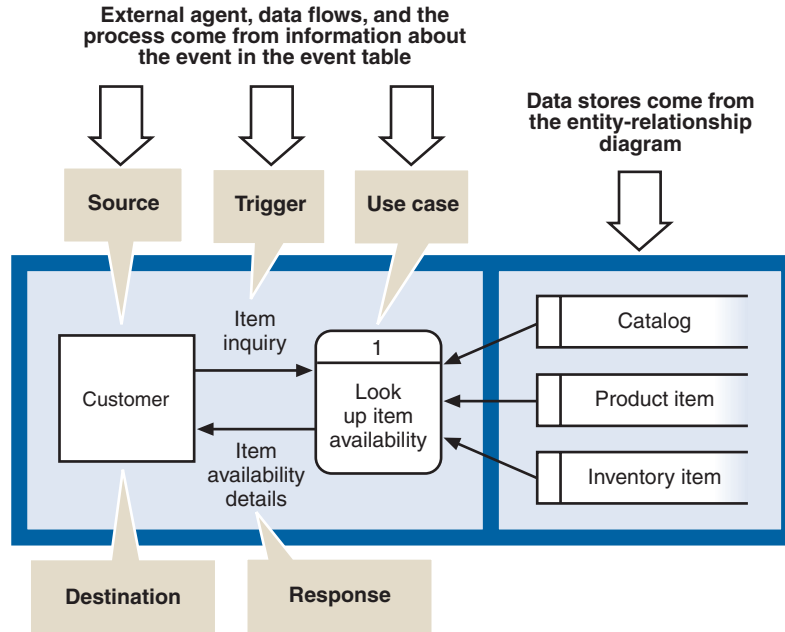 External agent, data flows, and the
process come from information about
the event in the event table
Data stores come from
the entity-relationship
diagram
Source
Trigger
Use case
Item
inquiry
Customer
1
Look
up item
availability
Item
availability
details
Catalog
Product item
Inventory item
Destination
Response